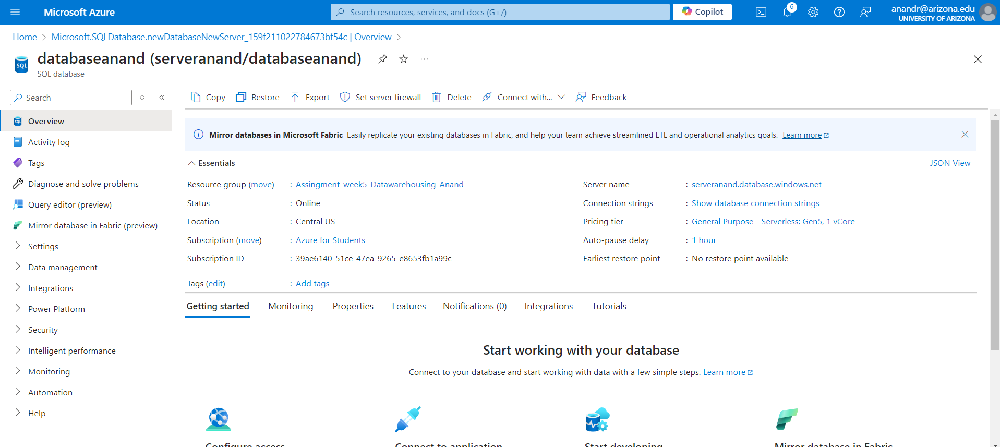 Microsoft Azure
Search resources, services, and docs (G+/)
Copilot
6
anandr@arizona.edu
UNIVERSITY OF ARIZONA
Home > Microsoft.SQLDatabase.newDatabaseNewServer_159f211022784673bf54c | Overview >
SQL
databaseanand (serveranand/databaseanand)
...
SQL database
Search
Copy
Restore
Export
Set server firewall
Delete
Connect with...
Feedback
SQL
Overview
Activity log
Tags
Diagnose and solve problems
Query editor (preview)
Mirror database in Fabric (preview)
Settings
Data management
Integrations
Power Platform
Security
Intelligent performance
Monitoring
Automation
Help
Mirror databases in Microsoft Fabric Easily replicate your existing databases in Fabric, and help your team achieve streamlined ETL and operational analytics goals. Learn more
Essentials
JSON View
Resource group (move) : Assingment_week5_Datawarehousing_Anand
Status : Online
Location : Central US
Subscription (move) : Azure for Students
Subscription ID : 39ae6140-51ce-47ea-9265-e8653fb1a99c
Tags (edit) : Add tags
Server name : serveranand.database.windows.net
Connection strings : Show database connection strings
Pricing tier : General Purpose - Serverless: Gen5, 1 vCore
Auto-pause delay : 1 hour
Earliest restore point : No restore point available
Getting started
Monitoring
Properties
Features
Notifications (0)
Integrations
Tutorials
Start working with your database
Connect to your database and start working with data with a few simple steps. Learn more
Configure access
Connect to application
Start developing
Mirror database in Fabric